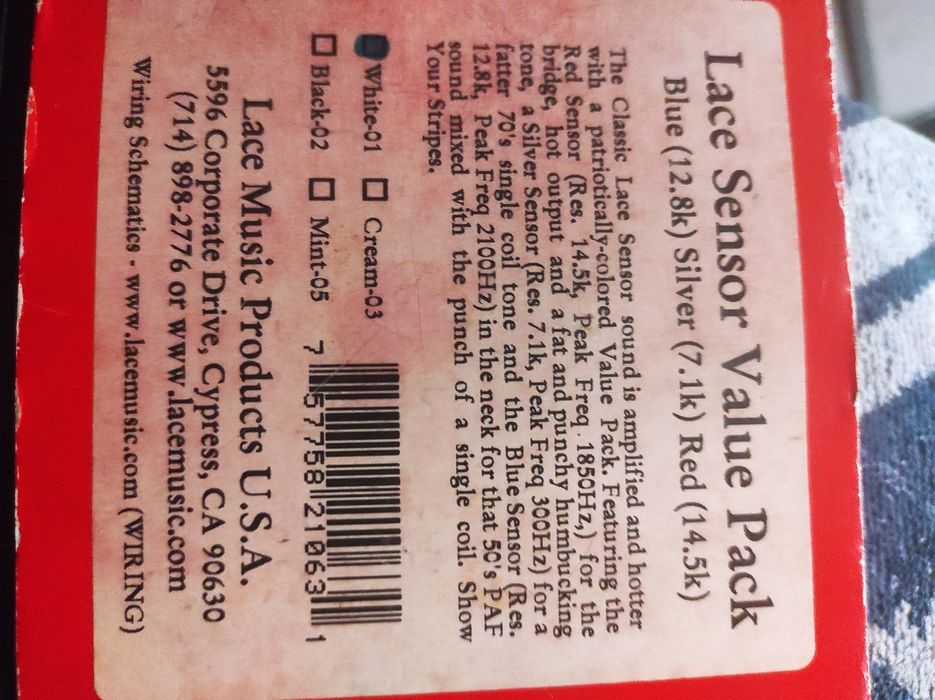 Lace Sensor Value Pack
Blue (12.8k) Silver (7.1k) Red (14.5k)
The Classic Lace Sensor sound is amplified and hotter
with a patriotically-colored Value Pack. Featuring the
Red Sensor (Res. 14.5k, Peak Freq. 1850Hz,) for the
bridge, hot output and a fat and punchy humbucking
tone, a Silver Sensor (Res. 7.1k, Peak Freq 300Hz) for a
fatter 70's single coil tone and the Blue Sensor (Res.
12.8k, Peak Freq 2100Hz) in the neck for that 50's PAF
sound mixed with the punch of a single coil. Show
Your Stripes.
White-01 Cream-03
Black-02 Mint-05
7 57758 21063 1
Lace Music Products U.S.A.
5596 Corporate Drive, Cypress, CA 90630
(714) 898-2776 or www.lacemusic.com
Wiring Schematics - www.lacemusic.com (WIRING)